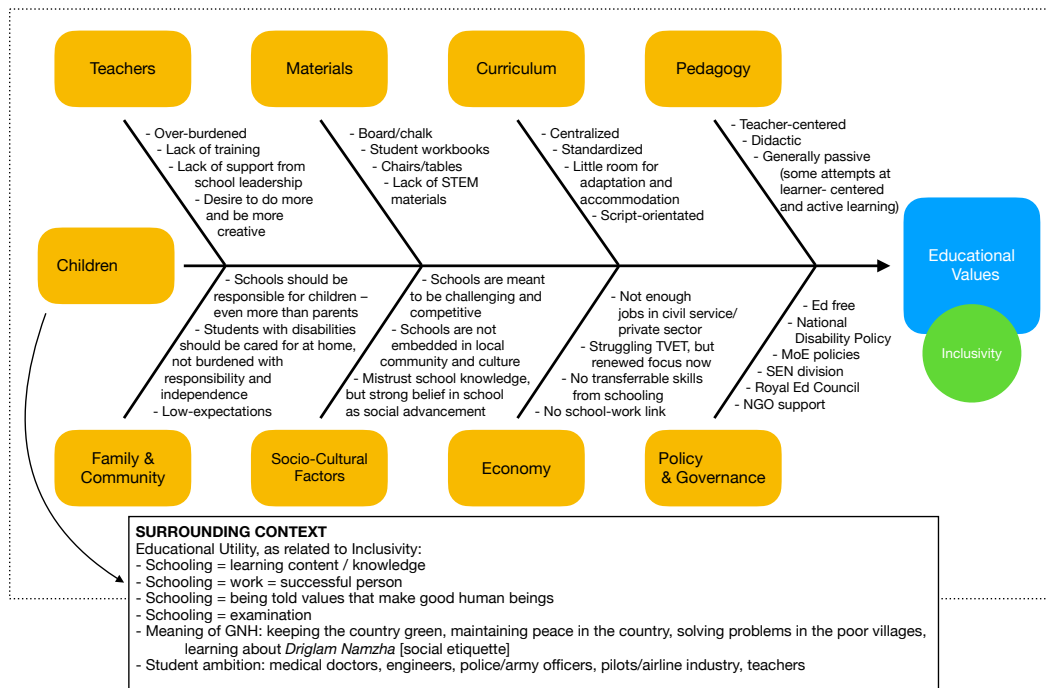 Teachers
Materials
Curriculum
Pedagogy
- Over-burdened
- Lack of training
- Lack of support from
school leadership
- Desire to do more
and be more
creative
- Board/chalk
- Student workbooks
- Chairs/tables
- Lack of STEM
materials
- Centralized
- Standardized
- Little room for
adaptation and
accommodation
- Script-orientated
- Teacher-centered
- Didactic
- Generally passive
(some attempts at
learner- centered
and active learning)
Children
Educational
Values
Inclusivity
- Schools should be
responsible for children –
even more than parents
- Students with disabilities
should be cared for at home,
not burdened with
responsibility and
independence
- Low-expectations
- Schools are meant
to be challenging and
competitive
- Schools are not
embedded in local
community and culture
- Mistrust school knowledge,
but strong belief in school
as social advancement
- Not enough
jobs in civil service/
private sector
- Struggling TVET, but
renewed focus now
- No transferrable skills
from schooling
- No school-work link
- Ed free
- National
Disability Policy
- MoE policies
- SEN division
- Royal Ed Council
- NGO support
Family &
Community
Socio-Cultural
Factors
Economy
Policy
& Governance
SURROUNDING CONTEXT
Educational Utility, as related to Inclusivity:
- Schooling = learning content / knowledge
- Schooling = work = successful person
- Schooling = being told values that make good human beings
- Schooling = examination
- Meaning of GNH: keeping the country green, maintaining peace in the country, solving problems in the poor villages,
learning about Driglam Namzha [social etiquette]
- Student ambition: medical doctors, engineers, police/army officers, pilots/airline industry, teachers